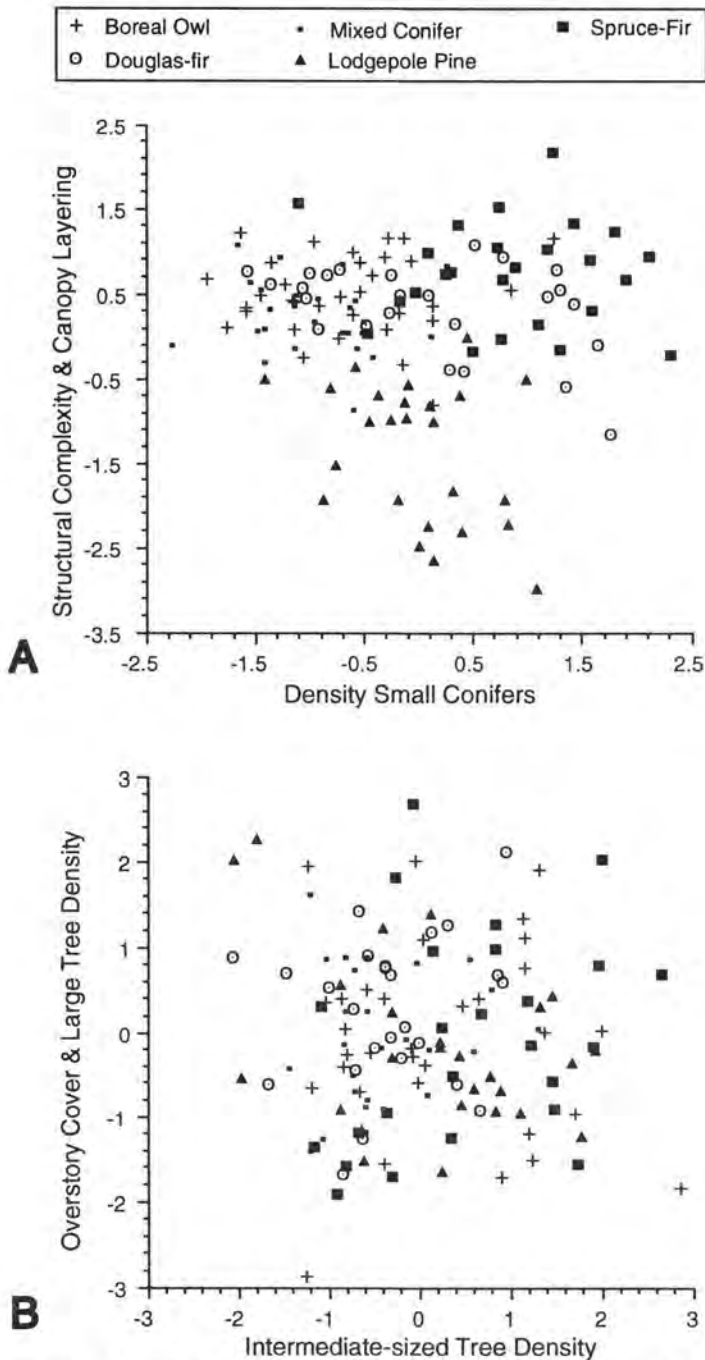 + Boreal Owl ▪ Mixed Conifer ■ Spruce-Fir
⊙ Douglas-fir ▲ Lodgepole Pine
2.5
1.5
0.5
-0.5
-1.5
-2.5
-3.5
Structural Complexity & Canopy Layering
-2.5 -1.5 -0.5 0.5 1.5 2.5
Density Small Conifers
A
3
2
1
0
-1
-2
-3
Overstory Cover & Large Tree Density
-3 -2 -1 0 1 2 3
Intermediate-sized Tree Density
B